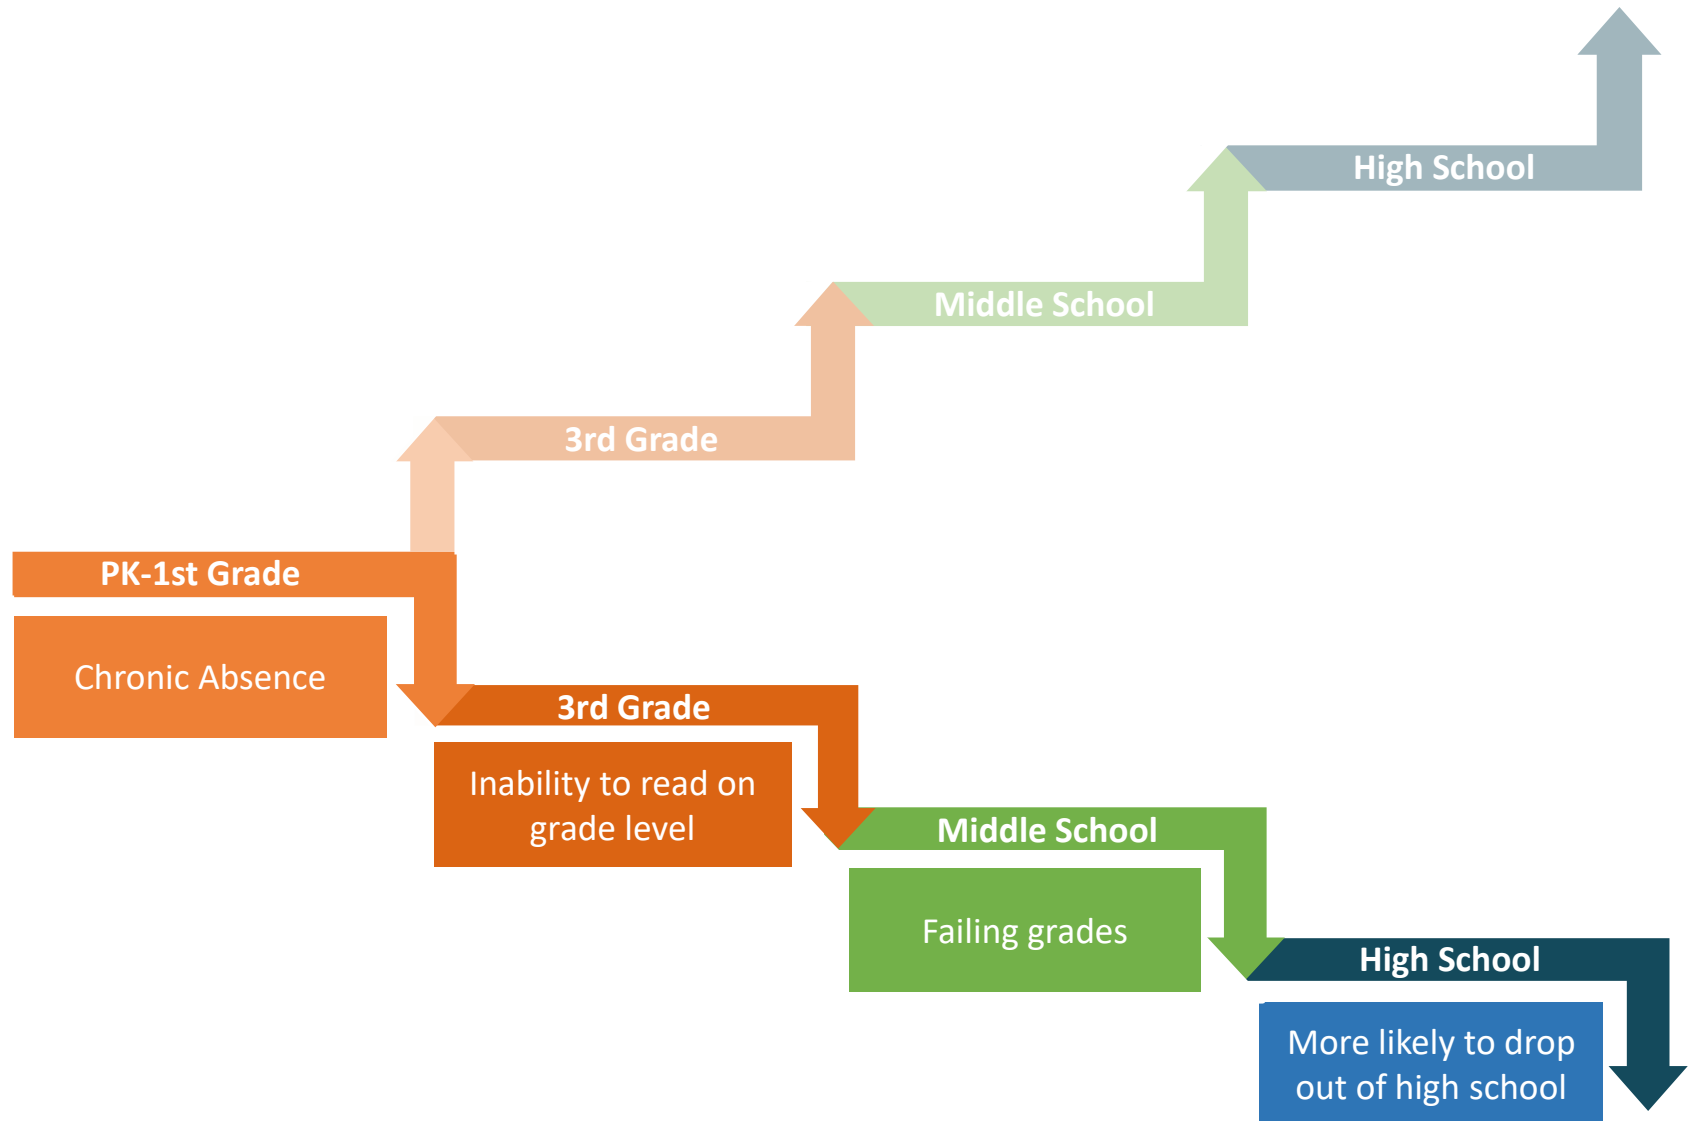 High School
Middle School
3rd Grade
PK-1st Grade
Chronic Absence
3rd Grade
Inability to read on
grade level
Middle School
Failing grades
High School
More likely to drop
out of high school